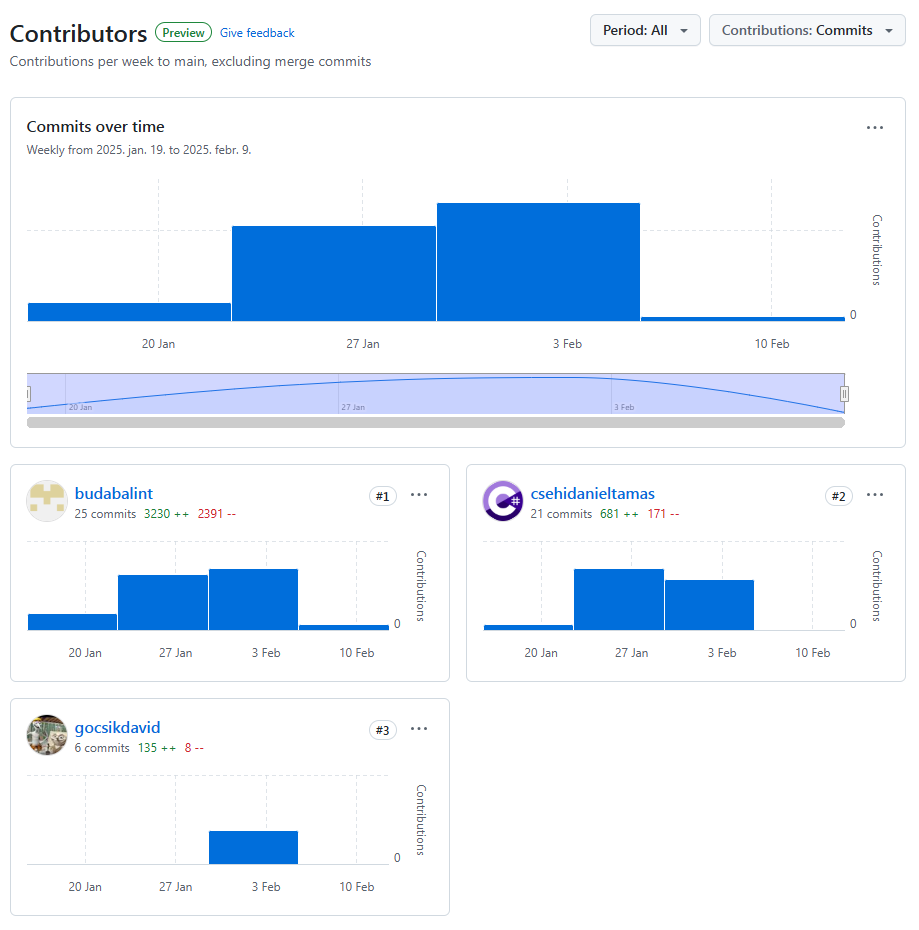 Contributors Preview Give feedback
Period: All
Contributions: Commits
Contributions per week to main, excluding merge commits
Commits over time
Weekly from 2025. jan. 19. to 2025. febr. 9.
Contributions
0
20 Jan 27 Jan 3 Feb 10 Feb
20 Jan 27 Jan 3 Feb
budabalint #1
25 commits 3230 ++ 2391 --
Contributions
0
20 Jan 27 Jan 3 Feb 10 Feb
csehidanieltamas #2
21 commits 681 ++ 171 --
Contributions
0
20 Jan 27 Jan 3 Feb 10 Feb
gocsikdavid #3
6 commits 135 ++ 8 --
Contributions
0
20 Jan 27 Jan 3 Feb 10 Feb